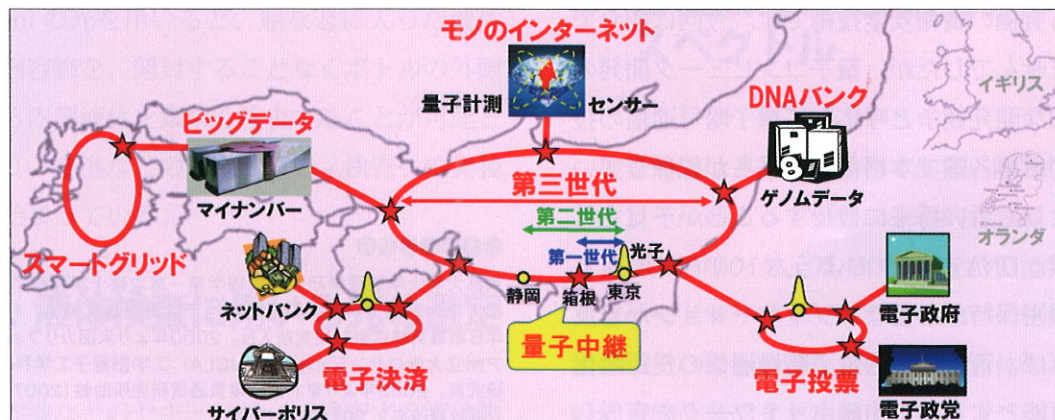 モノのインターネット
量子計測
センサー
DNAバンク
イギリス
ビッグデータ
マイナンバー
第三世代
ゲノムデータ
第二世代
オランダ
スマートグリッド
第一世代
光子
静岡
箱根
東京
ネットバンク
量子中継
電子政府
電子決済
電子投票
サイバーポリス
電子政党